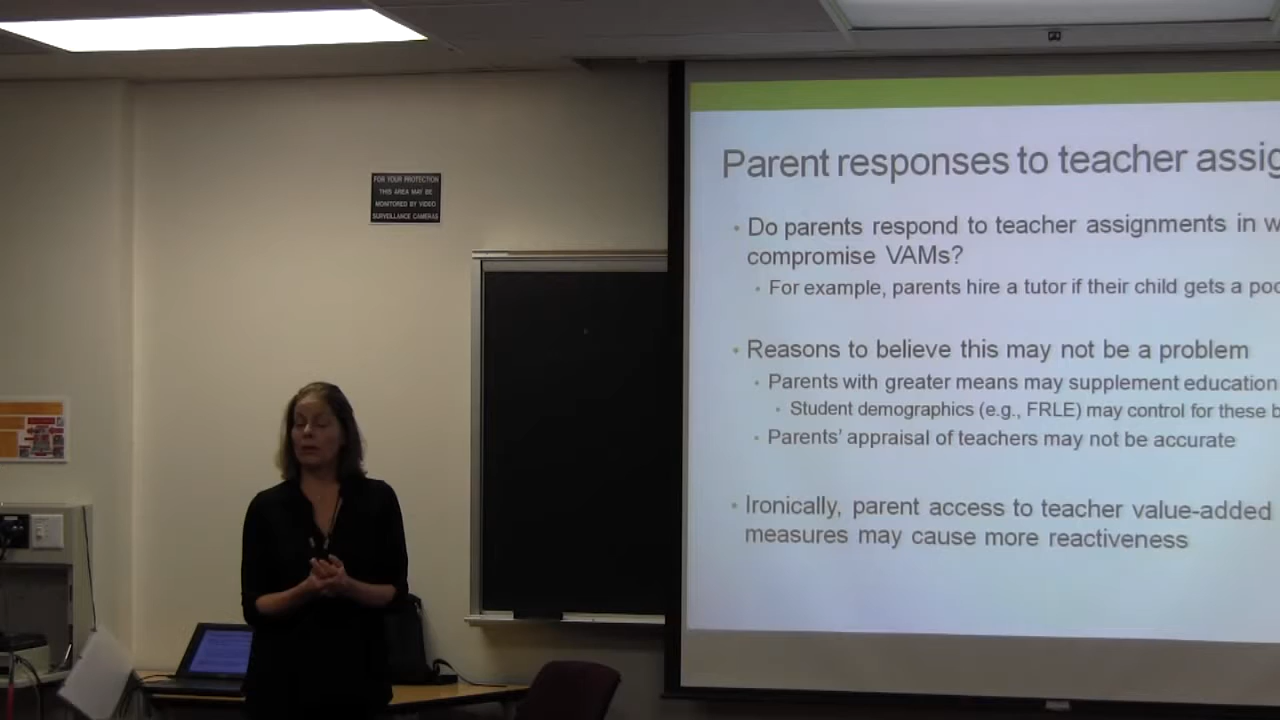 FOR YOUR PROTECTION
THIS AREA MAY BE
MONITORED BY VIDEO
SURVEILLANCE CAMERAS
Parent responses to teacher assig
• Do parents respond to teacher assignments in w
compromise VAMs?
• For example, parents hire a tutor if their child gets a poo
• Reasons to believe this may not be a problem
• Parents with greater means may supplement education
• Student demographics (e.g., FRLE) may control for these b
• Parents' appraisal of teachers may not be accurate
• Ironically, parent access to teacher value-added
measures may cause more reactiveness